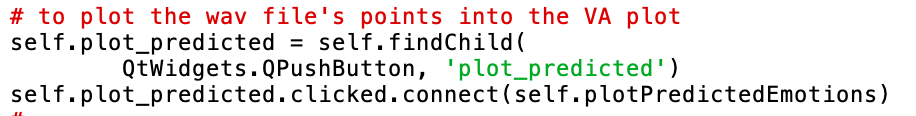 # to plot the wav file's points into the VA plot
self.plot_predicted = self.findChild(
        QtWidgets.QPushButton, 'plot_predicted')
self.plot_predicted.clicked.connect(self.plotPredictedEmotions)
#